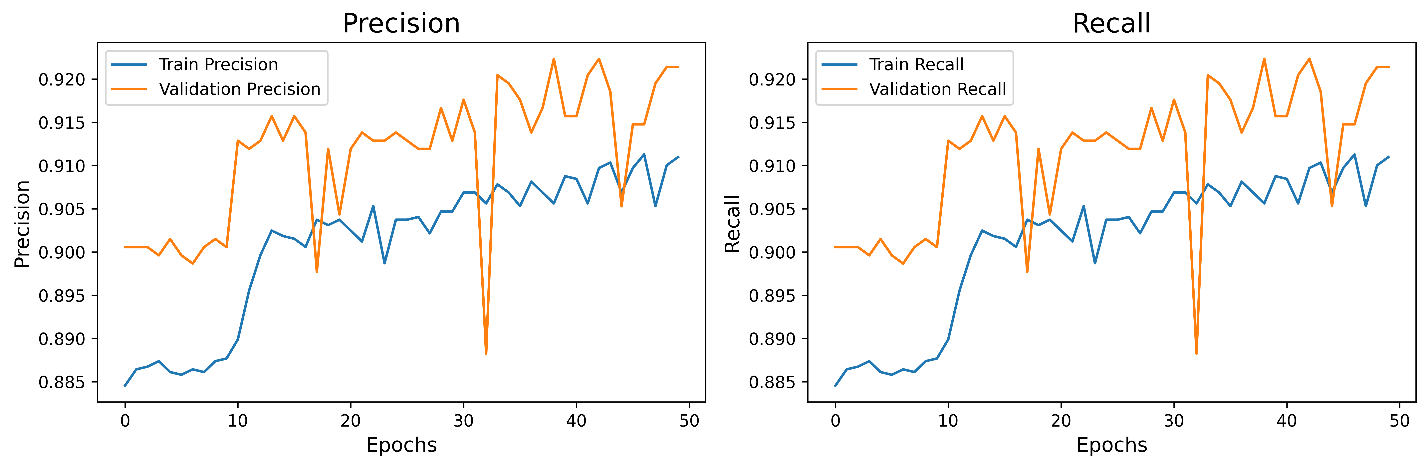 Precision
Train Precision
Validation Precision
0.920
0.915
0.910
0.905
0.900
0.895
0.890
0.885
Precision
0 10 20 30 40 50
Epochs
Recall
Train Recall
Validation Recall
0.920
0.915
0.910
0.905
0.900
0.895
0.890
0.885
Recall
0 10 20 30 40 50
Epochs